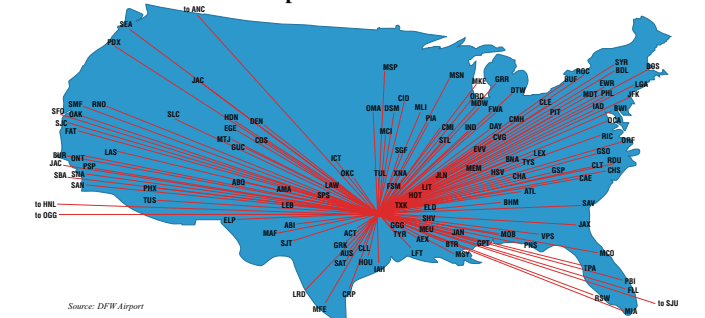 to ANC
SEA
PDX
JAC
MSP
MSN
MKE
GRR
ROC
SYR
BOS
BUF
BDL
DTW
EWR
LGA
MDT
PHL
JFK
ORD
MDW
CID
OMA
DSM
MLI
FWA
CLE
PIT
IAD
BWI
SMF
RNO
SFO
OAK
SJC
FAT
SLC
HDN
DEN
EGE
MTJ
COS
GUC
PIA
CMI
IND
DAY
CMH
DCA
MCI
STL
CVG
RIC
ORF
LAS
BUR
ONT
JAC
PSP
SBA
SNA
SAN
ICT
SGF
EVV
LEX
GSO
RDU
BNA
TYS
CLT
CHS
OKC
TUL
XNA
JLN
MEM
HSV
CHA
GSP
CAE
PHX
TUS
ABQ
AMA
LAW
SPS
FSM
LIT
HOT
ATL
to HNL
to OGG
LEB
TXK
ELD
BHM
SAV
ELP
ABI
MAF
SJT
ACT
GGG
TYR
SHV
MEU
AEX
JAN
MOB
JAX
GRK
AUS
CLL
SAT
HOU
IAH
LFT
BTR
GPT
MSY
PNS
VPS
MCO
TPA
PBI
FLL
RSW
MIA
to SJU
LRD
MFE
CRP
Source: DFW Airport